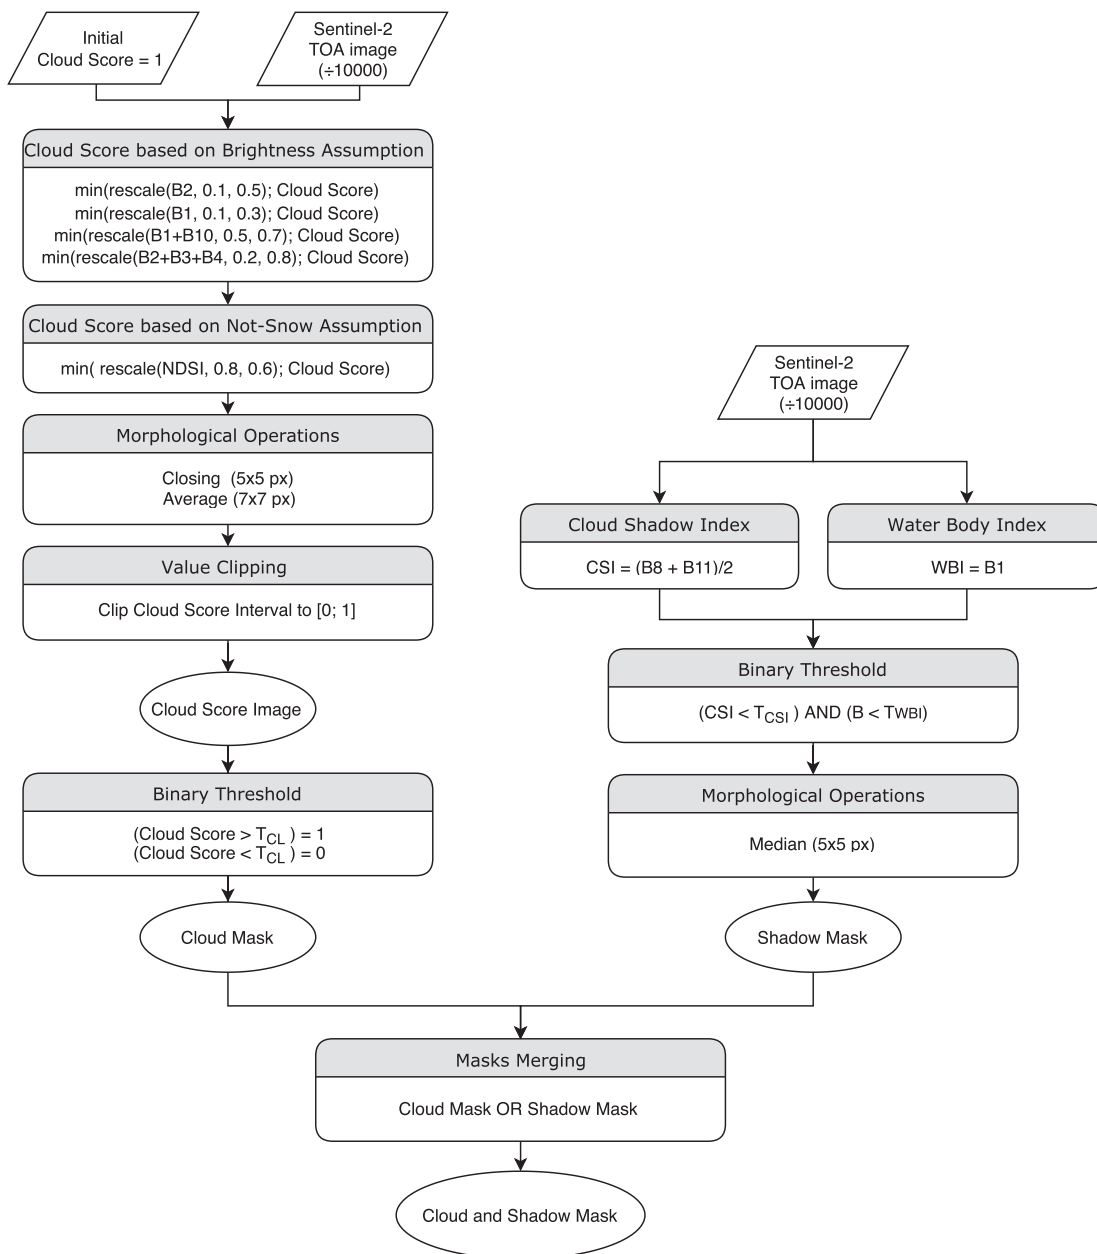 Initial
Cloud Score = 1
Sentinel-2
TOA image
(÷10000)
Cloud Score based on Brightness Assumption
min(rescale(B2, 0.1, 0.5); Cloud Score)
min(rescale(B1, 0.1, 0.3); Cloud Score)
min(rescale(B1+B10, 0.5, 0.7); Cloud Score)
min(rescale(B2+B3+B4, 0.2, 0.8); Cloud Score)
Cloud Score based on Not-Snow Assumption
min( rescale(NDSI, 0.8, 0.6); Cloud Score)
Morphological Operations
Closing (5x5 px)
Average (7x7 px)
Value Clipping
Clip Cloud Score Interval to [0; 1]
Cloud Score Image
Binary Threshold
(Cloud Score > TCL ) = 1
(Cloud Score < TCL ) = 0
Cloud Mask
Sentinel-2
TOA image
(÷10000)
Cloud Shadow Index
CSI = (B8 + B11)/2
Water Body Index
WBI = B1
Binary Threshold
(CSI < TCSI ) AND (B < TWBI)
Morphological Operations
Median (5x5 px)
Shadow Mask
Masks Merging
Cloud Mask OR Shadow Mask
Cloud and Shadow Mask